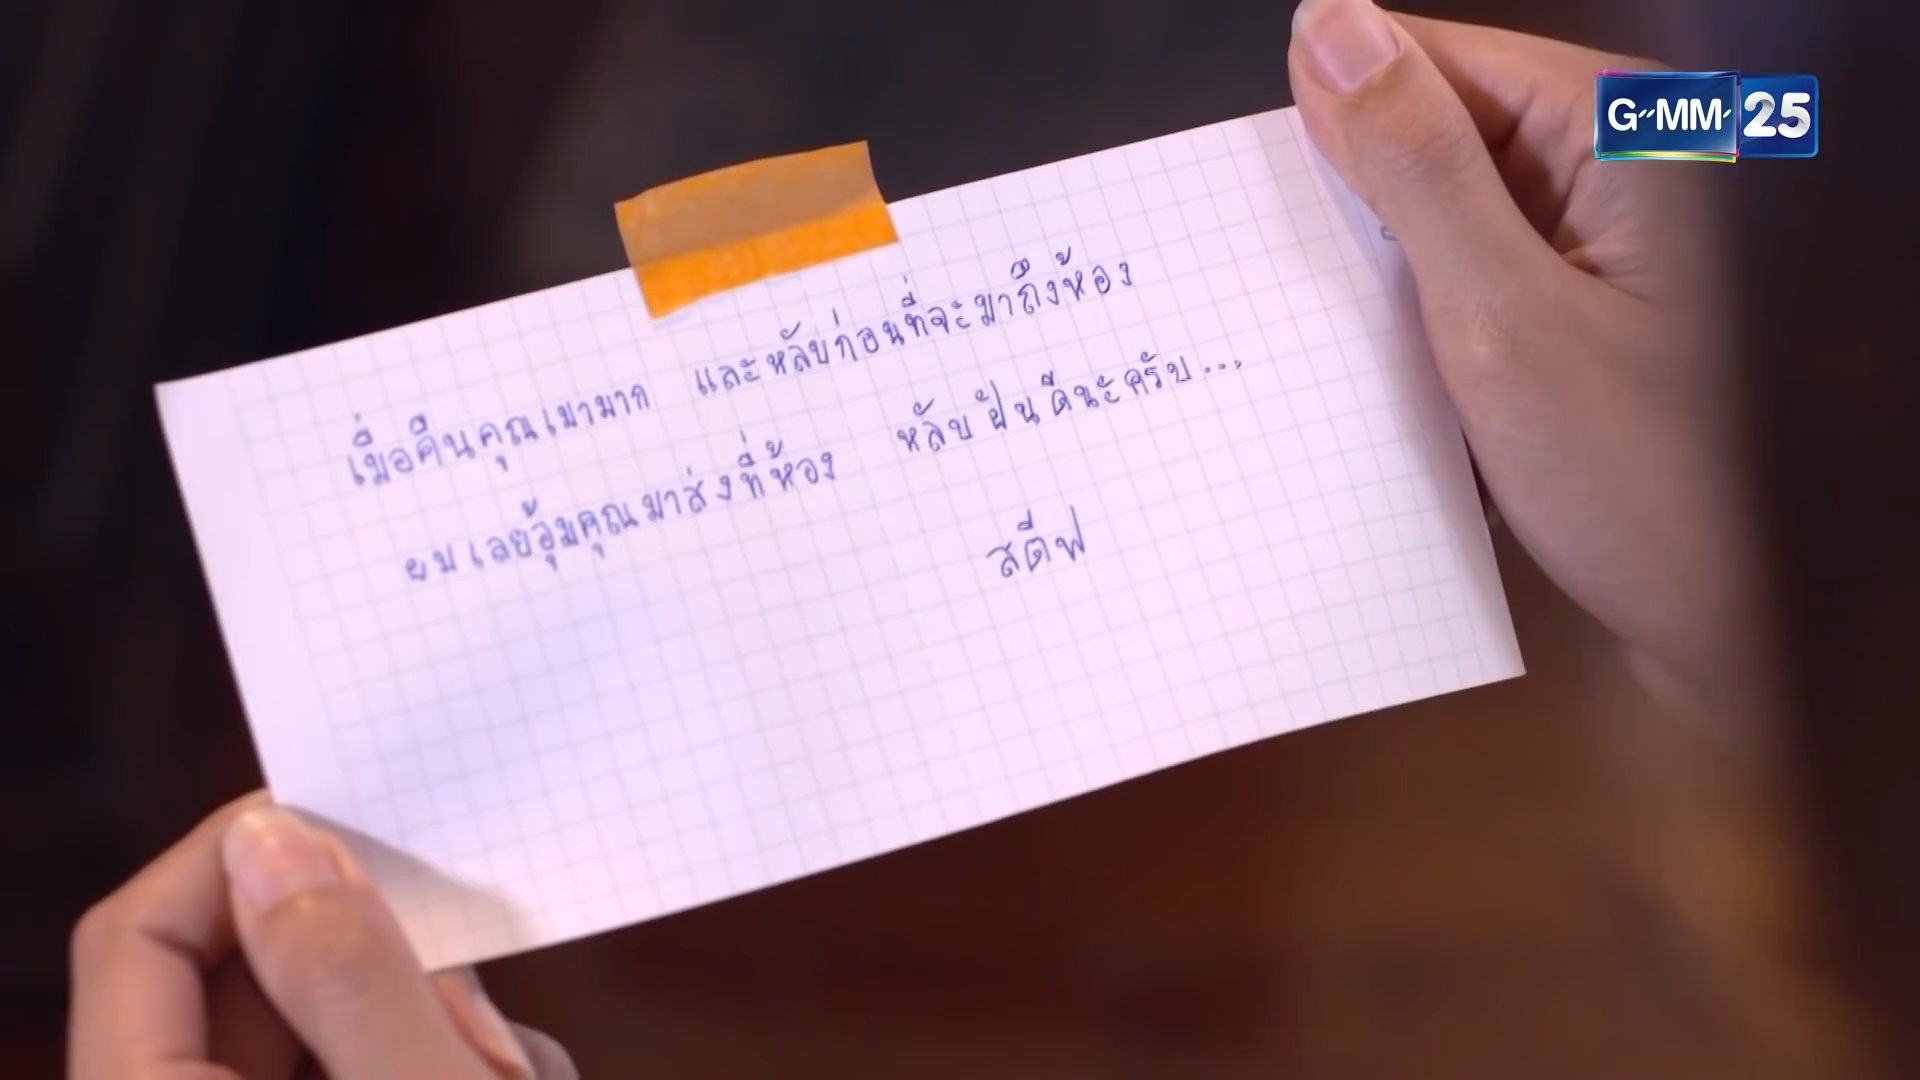 GMM 25
เมื่อคืนคุณเมามาก และหลับก่อนที่จะมาถึงห้อง
ผมเลยอุ้มคุณมาส่งที่ห้อง หลับฝันดีนะครับ...
สตีฟ